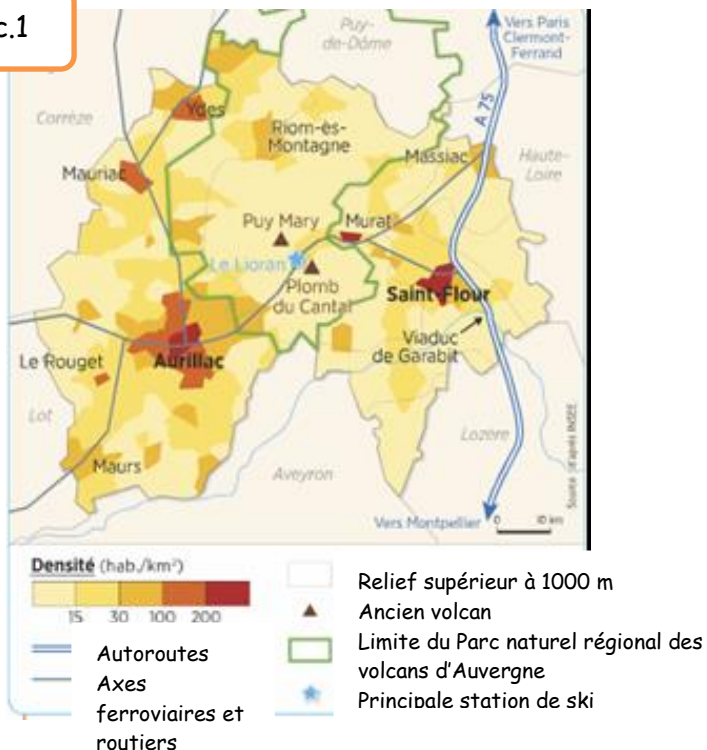 c.1
Puy-
de-Dôme
Vers Paris
Clermont-
Ferrand
A 75
Corrèze
Ydes
Riom-ès-
Montagne
Massiac
Haute-
Loire
Mauriac
Puy Mary
Murat
Le Lioran
Plomb
du Cantal
Saint-Flour
Viaduc
de Garabit
Le Rouget
Aurillac
Lot
Lozère
Maurs
Aveyron
Vers Montpellier
0 10 km
Source : d'après INSEE
Densité (hab./km²)
15 30 100 200
Autoroutes
Axes
ferroviaires et
routiers
Relief supérieur à 1000 m
Ancien volcan
Limite du Parc naturel régional des
volcans d'Auvergne
Principale station de ski